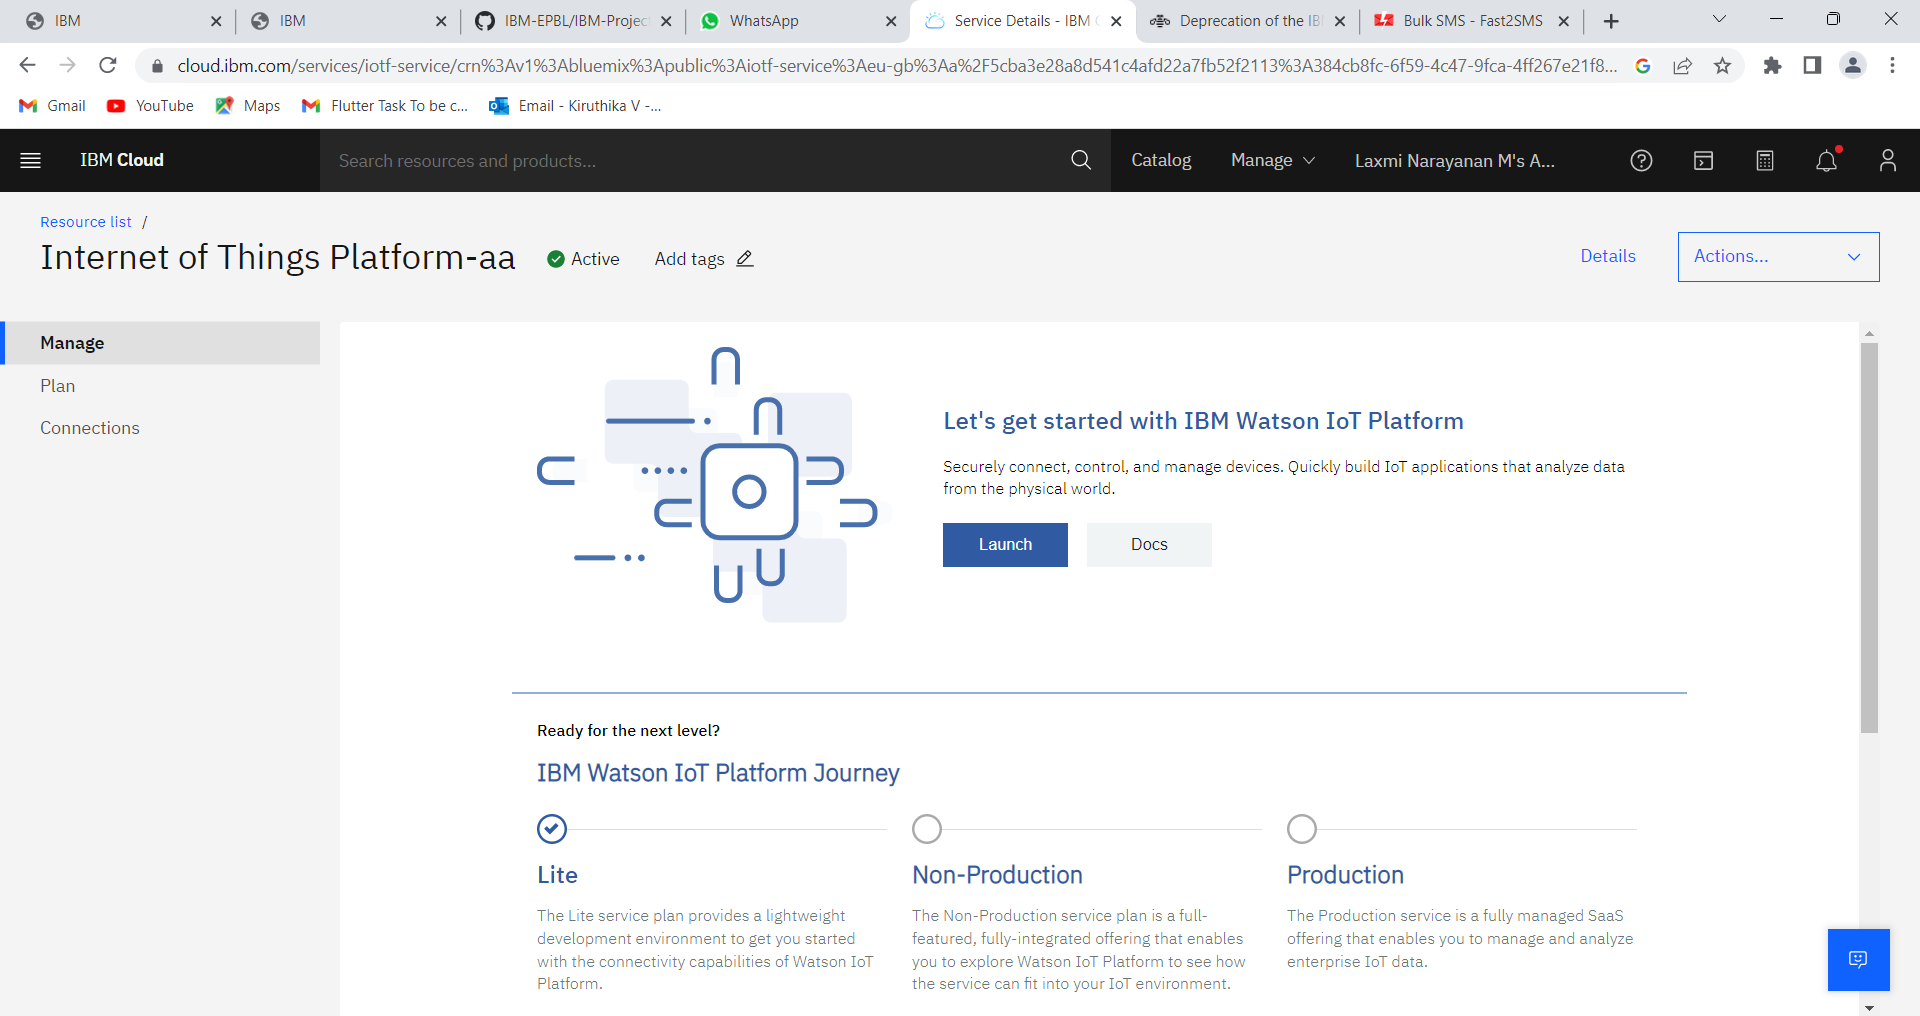 IBM
IBM
IBM-EPBL/IBM-Projec
WhatsApp
Service Details - IBM
Deprecation of the IB
Bulk SMS - Fast2SMS
cloud.ibm.com/services/iotf-service/crn%3Av1%3Abluemix%3Apublic%3Aiotf-service%3Aeu-gb%3Aa%2F5cba3e28a8d541c4afd22a7fb52f2113%3A384cb8fc-6f59-4c47-9fca-4ff267e21f8...
Gmail
YouTube
Maps
Flutter Task To be c...
Email - Kiruthika V -...
IBM Cloud
Search resources and products...
Catalog
Manage
Laxmi Narayanan M's A...
Resource list /
Internet of Things Platform-aa
Active
Add tags
Details
Actions...
Manage
Plan
Connections
Let's get started with IBM Watson IoT Platform
Securely connect, control, and manage devices. Quickly build IoT applications that analyze data
from the physical world.
Launch
Docs
Ready for the next level?
IBM Watson IoT Platform Journey
Lite
The Lite service plan provides a lightweight
development environment to get you started
with the connectivity capabilities of Watson IoT
Platform.
Non-Production
The Non-Production service plan is a full-
featured, fully-integrated offering that enables
you to explore Watson IoT Platform to see how
the service can fit into your IoT environment.
Production
The Production service is a fully managed SaaS
offering that enables you to manage and analyze
enterprise IoT data.